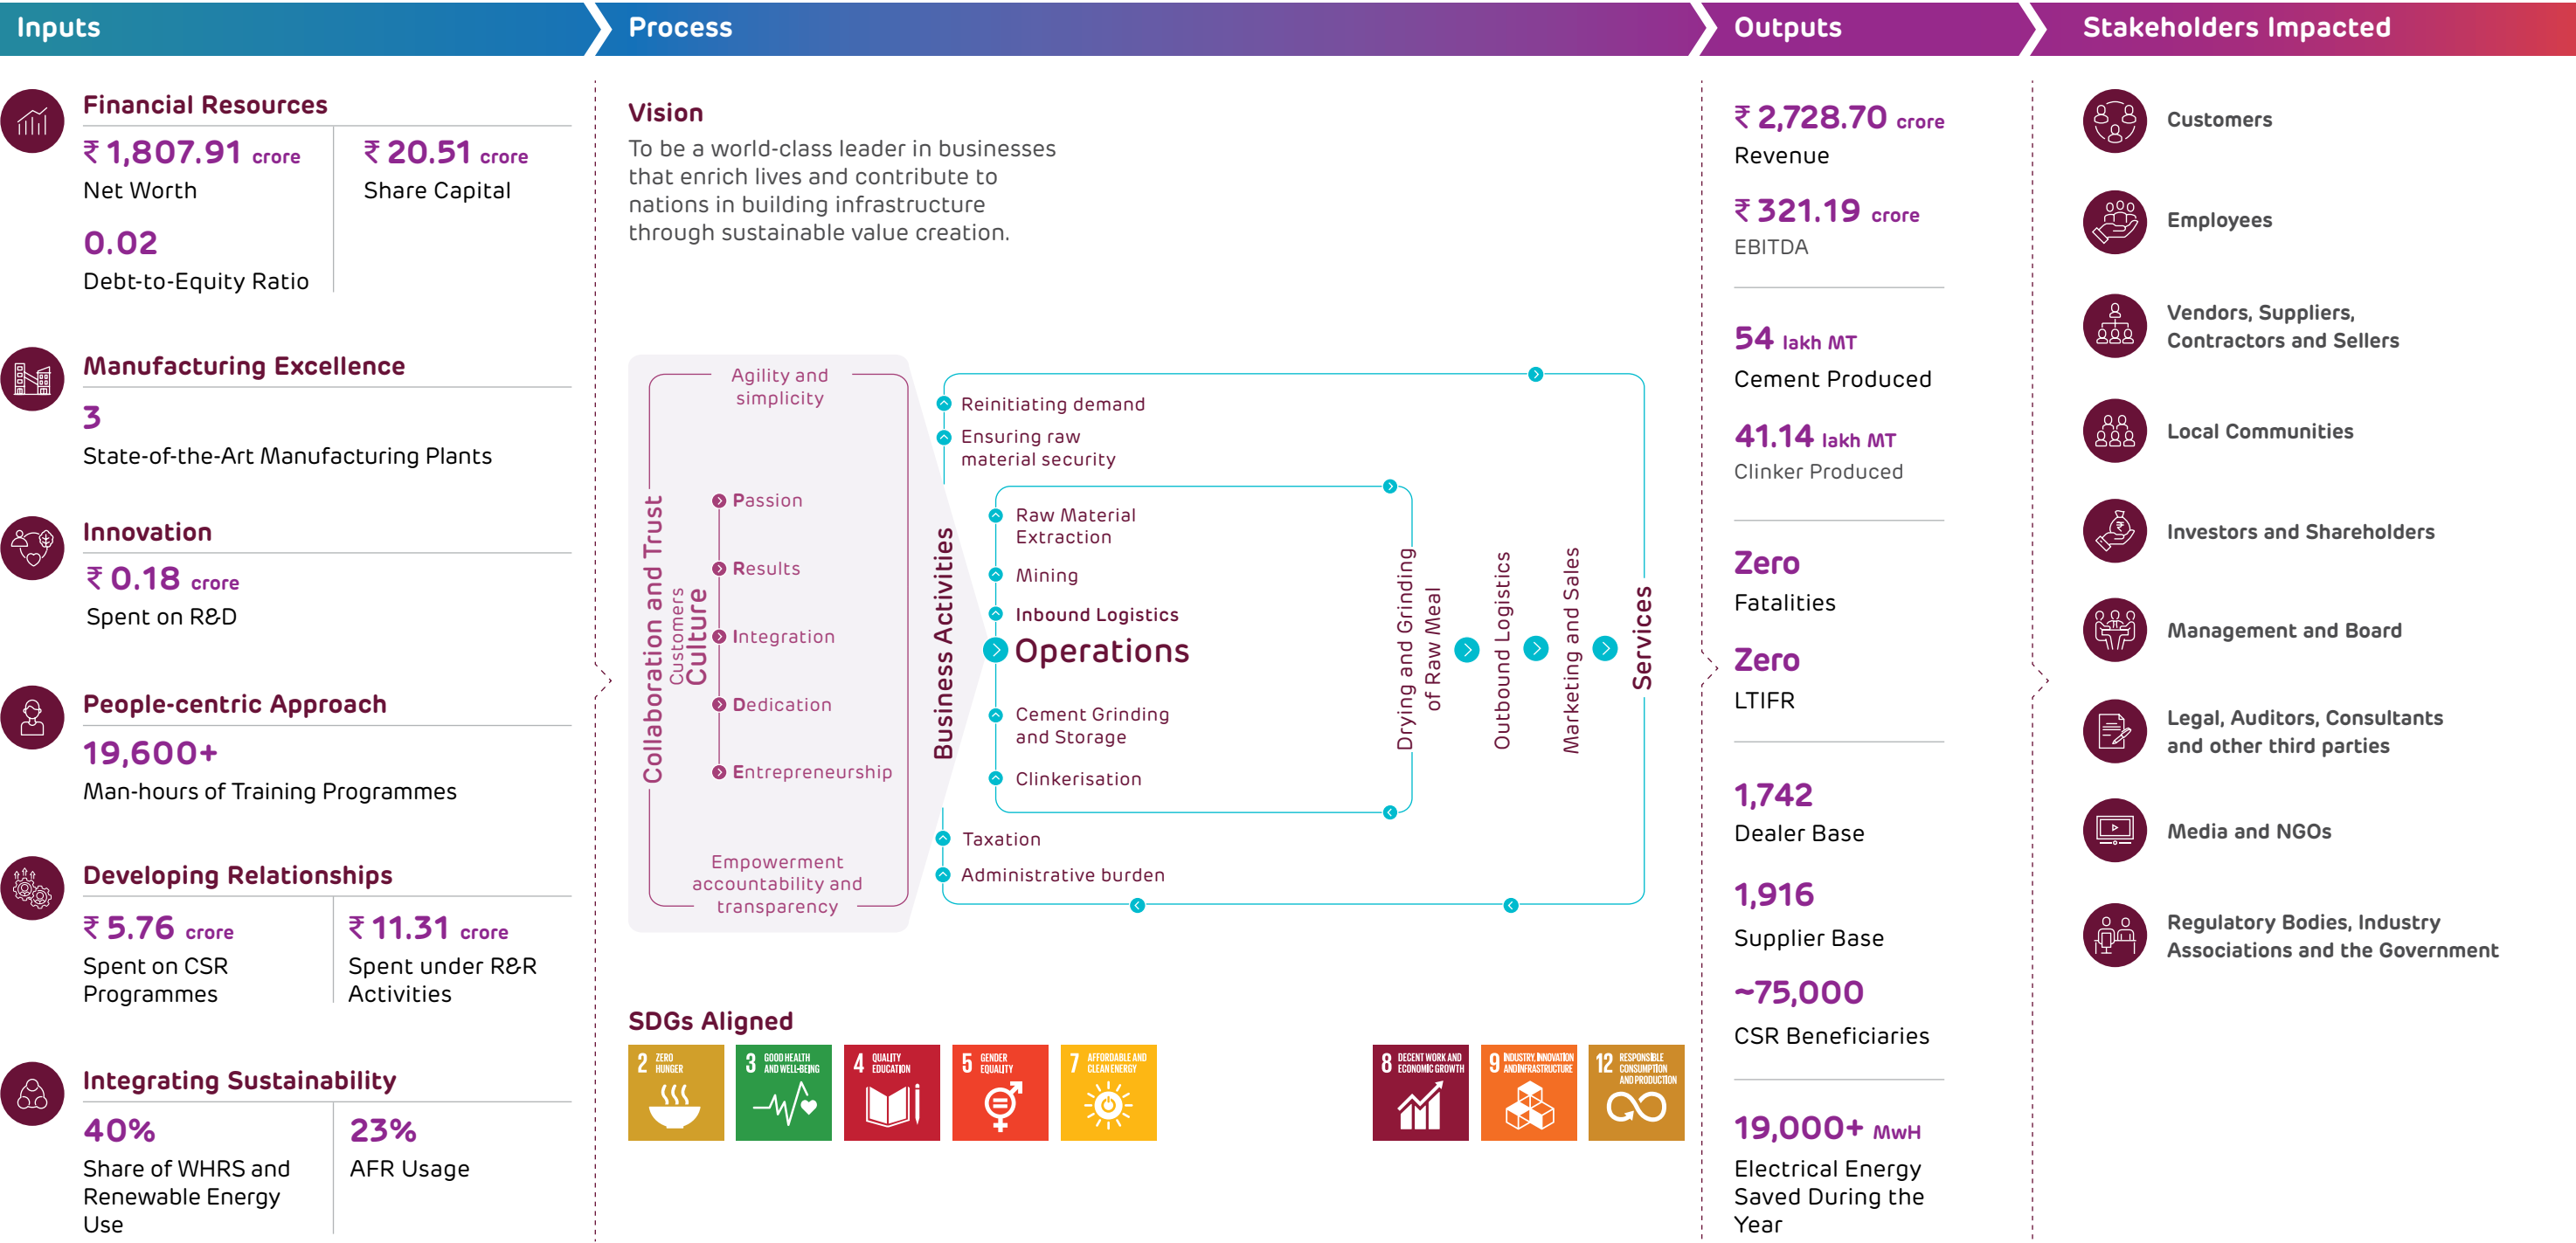 Inputs
Process
Outputs
Stakeholders Impacted
Financial Resources
₹ 1,807.91 crore
Net Worth
₹ 20.51 crore
Share Capital
0.02
Debt-to-Equity Ratio
Manufacturing Excellence
3
State-of-the-Art Manufacturing Plants
Innovation
₹ 0.18 crore
Spent on R&D
People-centric Approach
19,600+
Man-hours of Training Programmes
Developing Relationships
₹ 5.76 crore
Spent on CSR
Programmes
₹ 11.31 crore
Spent under R&R
Activities
Integrating Sustainability
40%
Share of WHRS and
Renewable Energy
Use
23%
AFR Usage
Vision
To be a world-class leader in businesses
that enrich lives and contribute to
nations in building infrastructure
through sustainable value creation.
Agility and
simplicity
Collaboration and Trust
Customers
Culture
Passion
Results
Integration
Dedication
Entrepreneurship
Empowerment
accountability and
transparency
Business Activities
Reinitiating demand
Ensuring raw
material security
Raw Material
Extraction
Mining
Inbound Logistics
Operations
Cement Grinding
and Storage
Clinkerisation
Taxation
Administrative burden
Drying and Grinding
of Raw Meal
Outbound Logistics
Marketing and Sales
Services
SDGs Aligned
2 ZERO
HUNGER
3 GOOD HEALTH
AND WELL-BEING
4 QUALITY
EDUCATION
5 GENDER
EQUALITY
7 AFFORDABLE AND
CLEAN ENERGY
8 DECENT WORK AND
ECONOMIC GROWTH
9 INDUSTRY, INNOVATION
AND INFRASTRUCTURE
12 RESPONSIBLE
CONSUMPTION
AND PRODUCTION
₹ 2,728.70 crore
Revenue
₹ 321.19 crore
EBITDA
54 lakh MT
Cement Produced
41.14 lakh MT
Clinker Produced
Zero
Fatalities
Zero
LTIFR
1,742
Dealer Base
1,916
Supplier Base
~75,000
CSR Beneficiaries
19,000+ MwH
Electrical Energy
Saved During the
Year
Customers
Employees
Vendors, Suppliers,
Contractors and Sellers
Local Communities
Investors and Shareholders
Management and Board
Legal, Auditors, Consultants
and other third parties
Media and NGOs
Regulatory Bodies, Industry
Associations and the Government